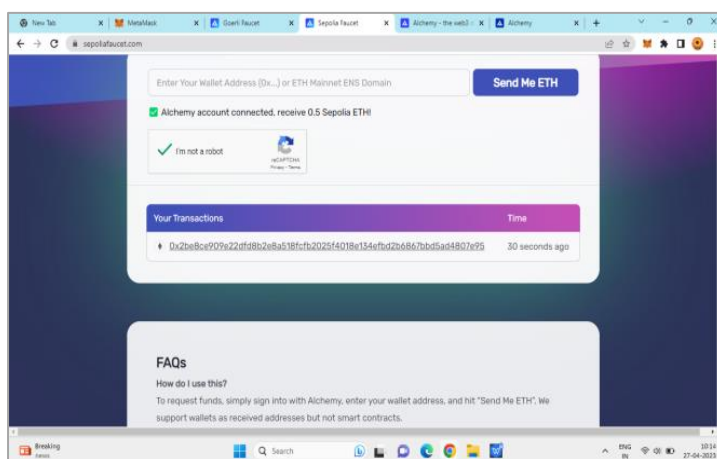 New Tab
MetaMask
Goerli Faucet
Sepolia Faucet
Alchemy - the web3 d
Alchemy
sepoliafaucet.com
Enter Your Wallet Address (0x...) or ETH Mainnet ENS Domain
Send Me ETH
Alchemy account connected, receive 0.5 Sepolia ETH!
I'm not a robot
reCAPTCHA
Privacy - Terms
Your Transactions Time
0x2be8ce909e22dfd8b2e8a518fcfb2025f4018e134efbd2b6867bbd5ad4807e95 30 seconds ago
FAQs
How do I use this?
To request funds, simply sign into with Alchemy, enter your wallet address, and hit "Send Me ETH". We
support wallets as received addresses but not smart contracts.
Breaking
News
Search
ENG
IN
10:14
27-04-2023